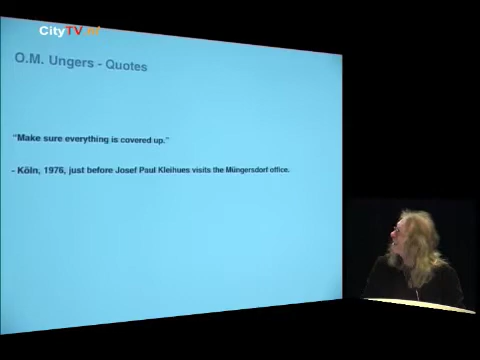 CityTV.nl
O.M. Ungers - Quotes
"Make sure everything is covered up."
- Köln, 1976, just before Josef Paul Kleihues visits the Müngersdorf office.